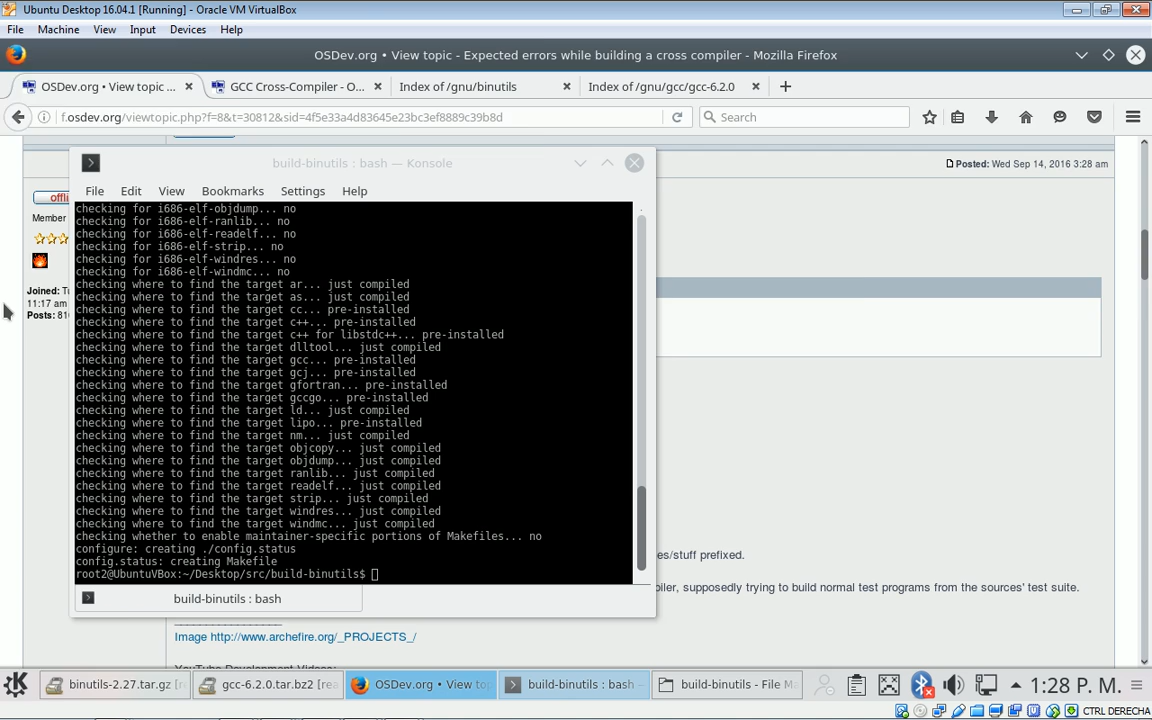 Ubuntu Desktop 16.04.1 [Running] - Oracle VM VirtualBox
File Machine View Input Devices Help
OSDev.org • View topic - Expected errors while building a cross compiler - Mozilla Firefox
OSDev.org • View topic ... GCC Cross-Compiler - O... Index of /gnu/binutils Index of /gnu/gcc/gcc-6.2.0
f.osdev.org/viewtopic.php?f=8&t=30812&sid=4f5e33a4d83645e23bc3ef8889c39b8d Search
Posted: Wed Sep 14, 2016 3:28 am
build-binutils : bash — Konsole
File Edit View Bookmarks Settings Help
offli
Member
Joined: Tu
11:17 am
Posts: 81
checking for i686-elf-objdump... no
checking for i686-elf-ranlib... no
checking for i686-elf-readelf... no
checking for i686-elf-strip... no
checking for i686-elf-windres... no
checking for i686-elf-windmc... no
checking where to find the target ar... just compiled
checking where to find the target as... just compiled
checking where to find the target cc... pre-installed
checking where to find the target c++... pre-installed
checking where to find the target c++ for libstdc++... pre-installed
checking where to find the target dlltool... just compiled
checking where to find the target gcc... pre-installed
checking where to find the target gcj... pre-installed
checking where to find the target gfortran... pre-installed
checking where to find the target gccgo... pre-installed
checking where to find the target ld... just compiled
checking where to find the target lipo... pre-installed
checking where to find the target nm... just compiled
checking where to find the target objcopy... just compiled
checking where to find the target objdump... just compiled
checking where to find the target ranlib... just compiled
checking where to find the target readelf... just compiled
checking where to find the target strip... just compiled
checking where to find the target windres... just compiled
checking where to find the target windmc... just compiled
checking whether to enable maintainer-specific portions of Makefiles... no
configure: creating ./config.status
config.status: creating Makefile
root2@UbuntuVBox:~/Desktop/src/build-binutils$
es/stuff prefixed.
piler, supposedly trying to build normal test programs from the sources' test suite.
build-binutils : bash
Image http://www.archefire.org/_PROJECTS_/
binutils-2.27.tar.gz [re gcc-6.2.0.tar.bz2 [rea OSDev.org • View top build-binutils : bash – build-binutils - File M 1:28 P. M.
CTRL DERECHA